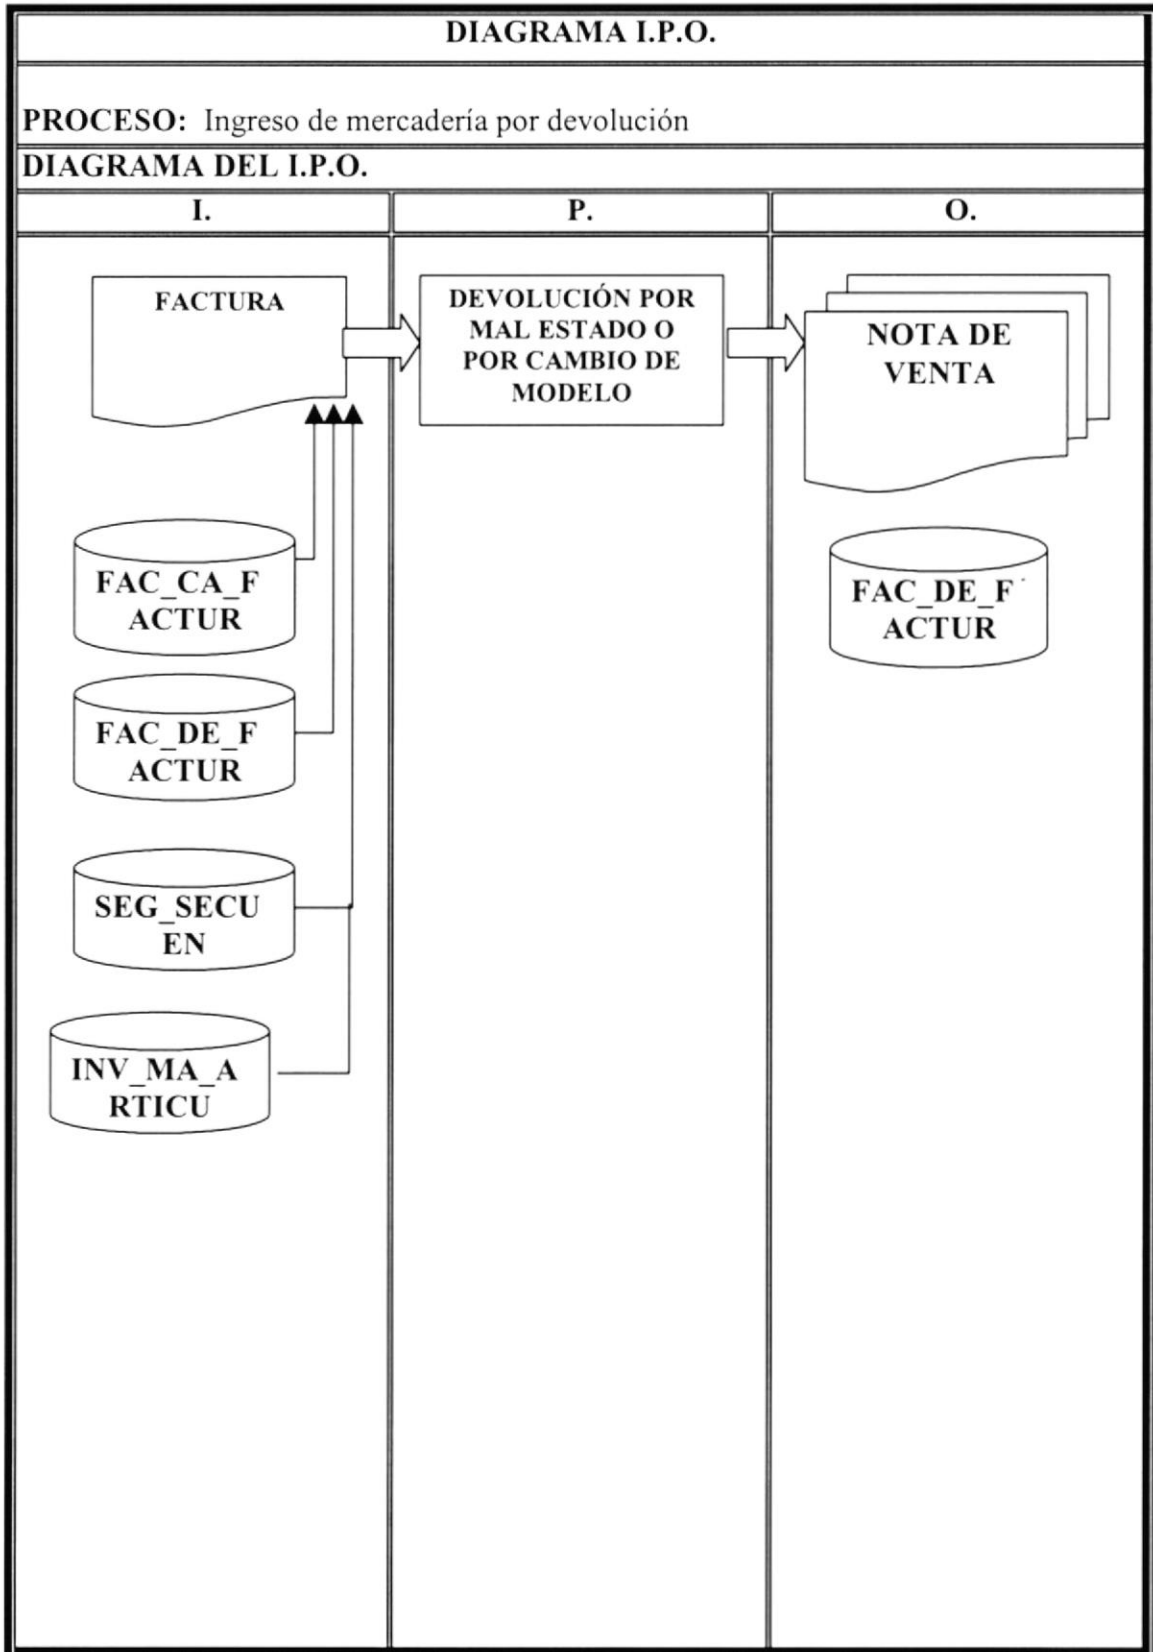 DIAGRAMA I.P.O.
PROCESO: Ingreso de mercadería por devolución
DIAGRAMA DEL I.P.O.
I.
P.
O.
FACTURA
FAC_CA_F
ACTUR
FAC_DE_F
ACTUR
SEG_SECU
EN
INV_MA_A
RTICU
DEVOLUCIÓN POR
MAL ESTADO O
POR CAMBIO DE
MODELO
NOTA DE
VENTA
FAC_DE_F
ACTUR